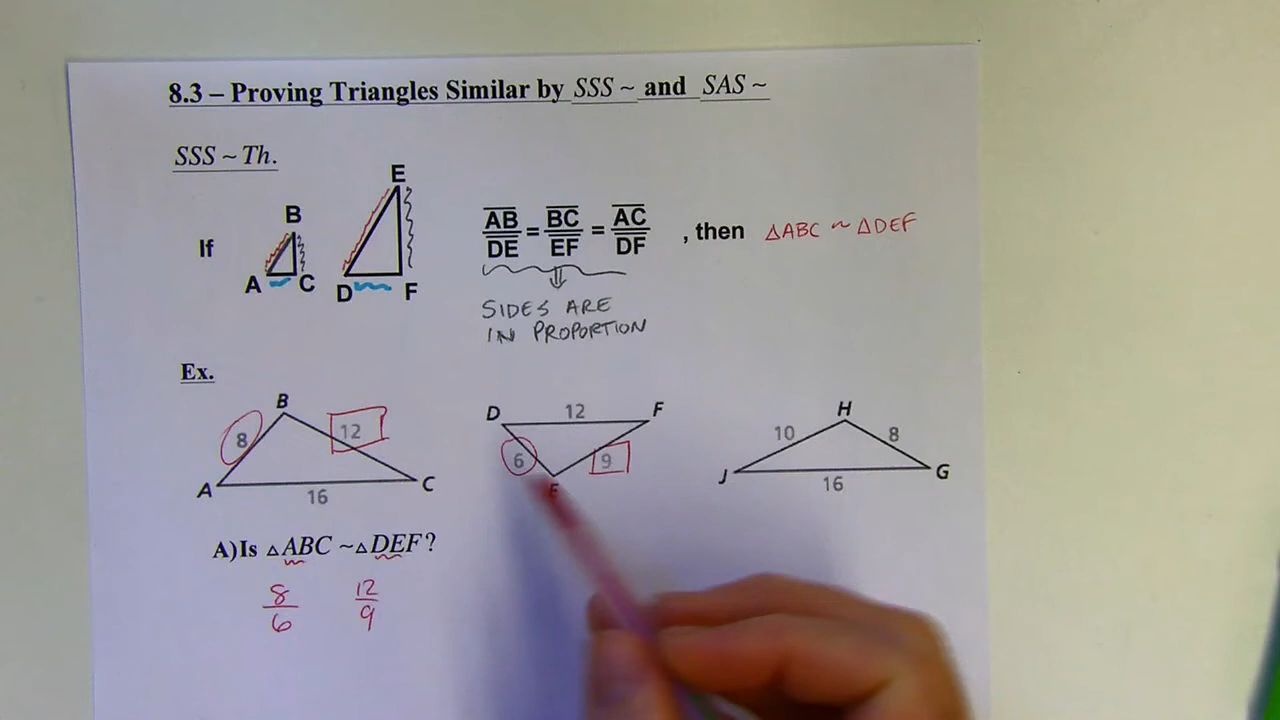 8.3 – Proving Triangles Similar by SSS ~ and SAS ~
SSS ~ Th.
If
B
A C
E
D F
AB/DE = BC/EF = AC/DF , then △ABC ~ △DEF
SIDES ARE
IN PROPORTION
Ex.
B
8 12
A C
16
D 12 F
6 9
E
H
10 8
J G
16
A) Is △ABC ~ △DEF?
8/6 12/9